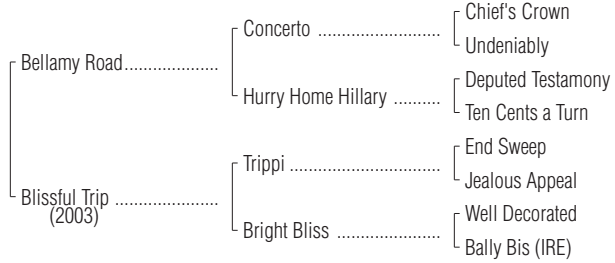 Chief's Crown
Concerto ..........................
Undeniably
Bellamy Road....................
Deputed Testamony
Hurry Home Hillary ..........
Ten Cents a Turn
End Sweep
Trippi ................................
Jealous Appeal
Blissful Trip ......................
(2003)
Well Decorated
Bright Bliss ......................
Bally Bis (IRE)